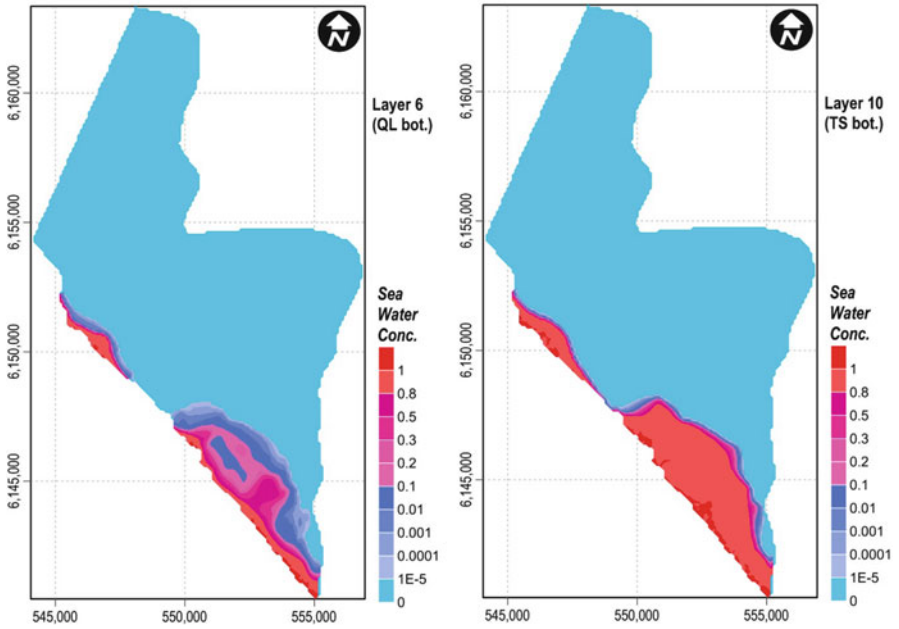 N
6,160,000
6,155,000
6,150,000
6,145,000
545,000
550,000
555,000
Layer 6
(QL bot.)
Sea
Water
Conc.
1
0.8
0.5
0.3
0.2
0.1
0.01
0.001
0.0001
1E-5
0
N
6,160,000
6,155,000
6,150,000
6,145,000
545,000
550,000
555,000
Layer 10
(TS bot.)
Sea
Water
Conc.
1
0.8
0.5
0.3
0.2
0.1
0.01
0.001
0.0001
1E-5
0